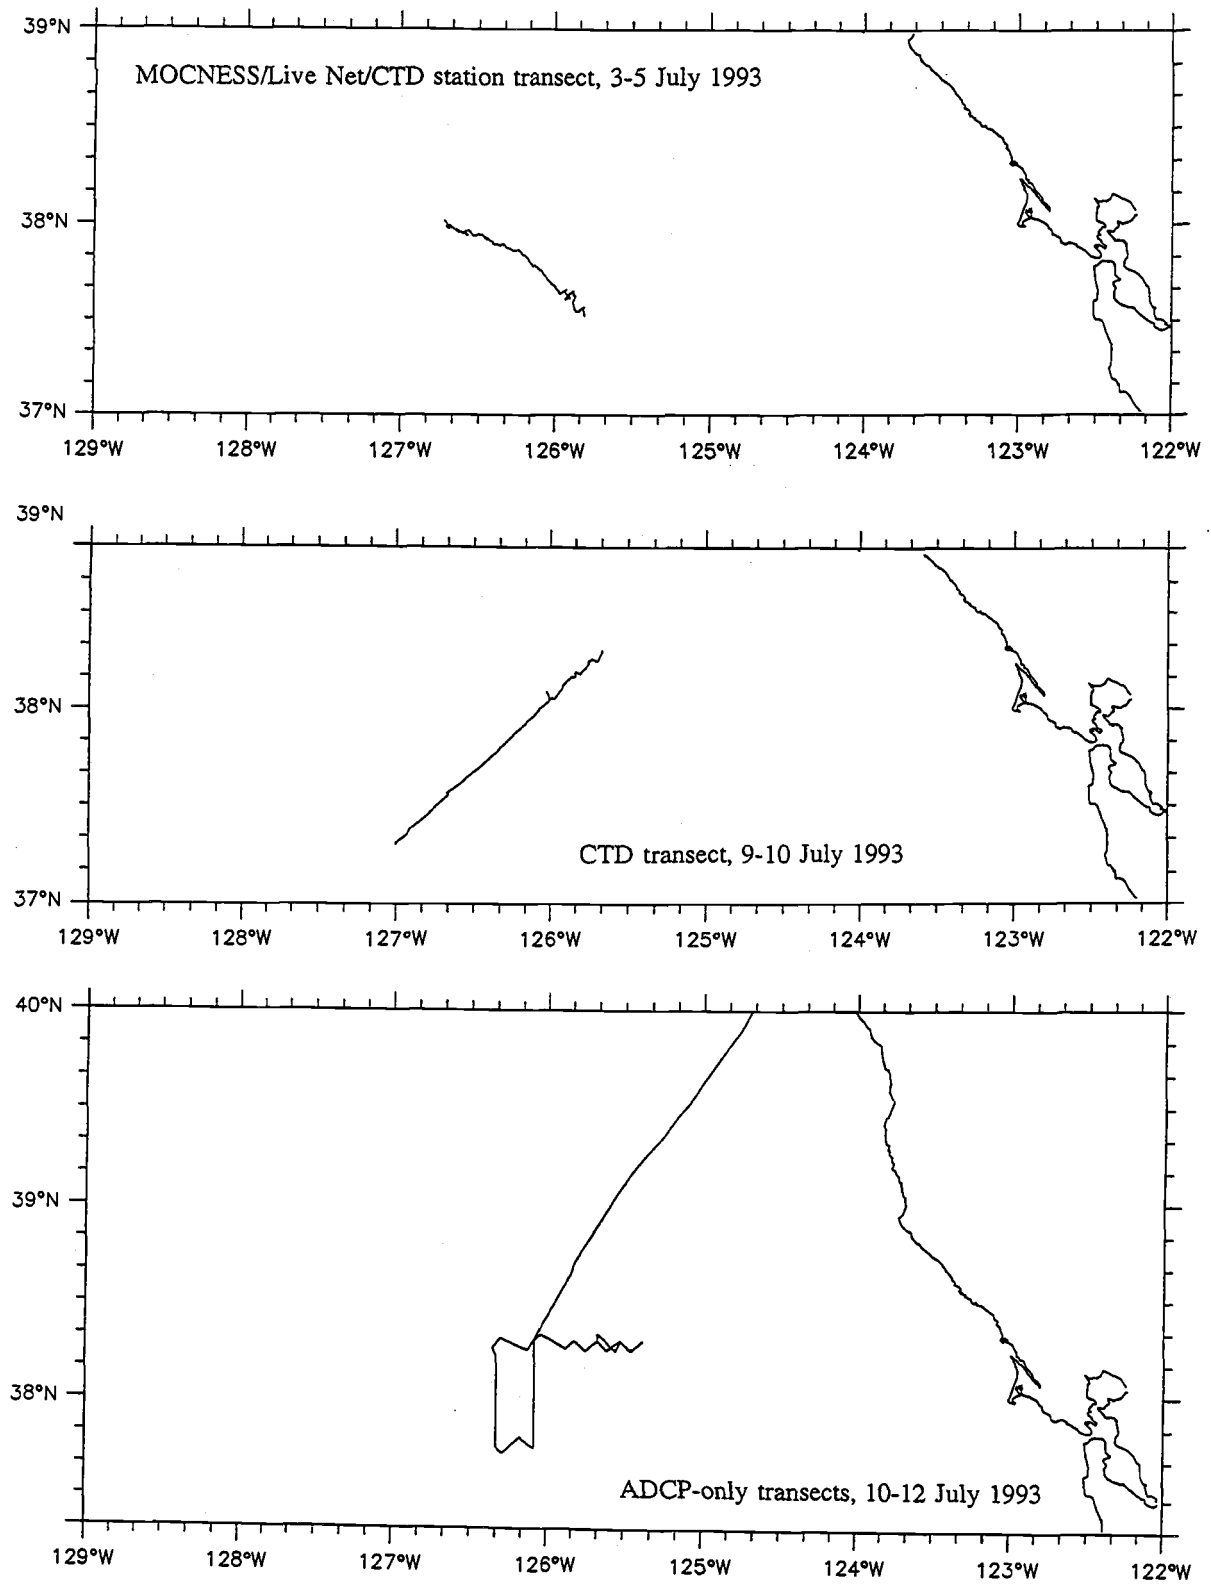 39°N
MOCNESS/Live Net/CTD station transect, 3-5 July 1993
38°N
37°N
129°W 128°W 127°W 126°W 125°W 124°W 123°W 122°W
39°N
38°N
CTD transect, 9-10 July 1993
37°N
129°W 128°W 127°W 126°W 125°W 124°W 123°W 122°W
40°N
39°N
38°N
ADCP-only transects, 10-12 July 1993
129°W 128°W 127°W 126°W 125°W 124°W 123°W 122°W